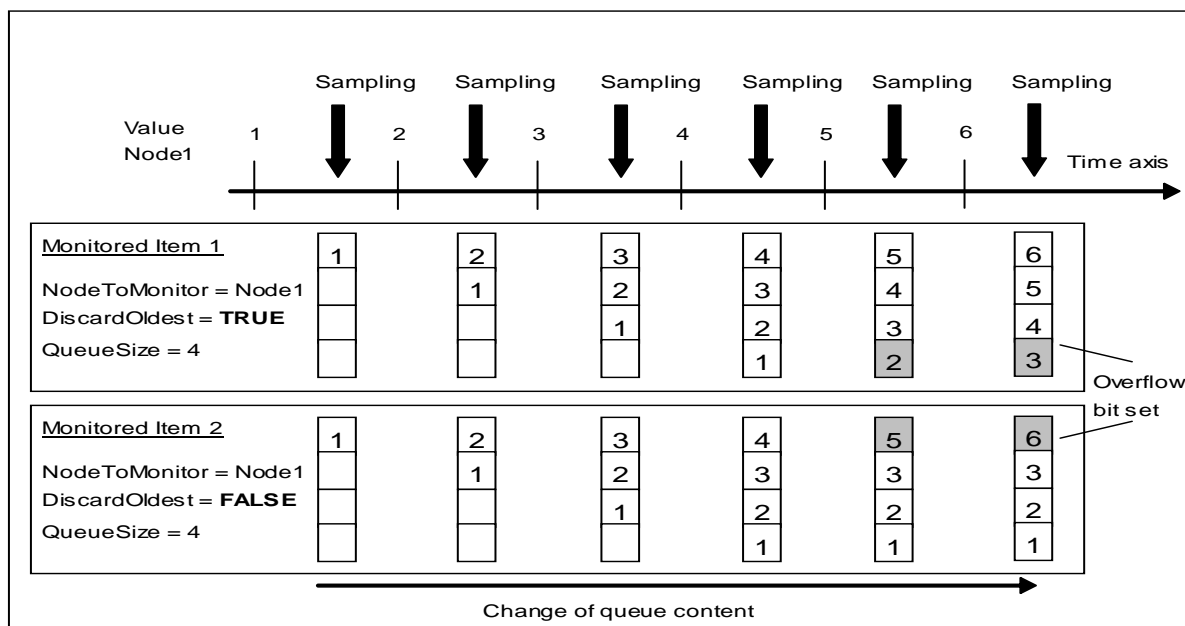 Sampling Sampling Sampling Sampling Sampling Sampling
Value
Node1
1 2 3 4 5 6
Time axis
Monitored Item 1
NodeToMonitor = Node1
DiscardOldest = TRUE
QueueSize = 4
1 2 3 4 5 6
1 2 3 4 5
1 2 3 4
1 2 3
Overflow
bit set
Monitored Item 2
NodeToMonitor = Node1
DiscardOldest = FALSE
QueueSize = 4
1 2 3 4 5 6
1 2 3 3 3
1 2 2 2
1 1 1
Change of queue content